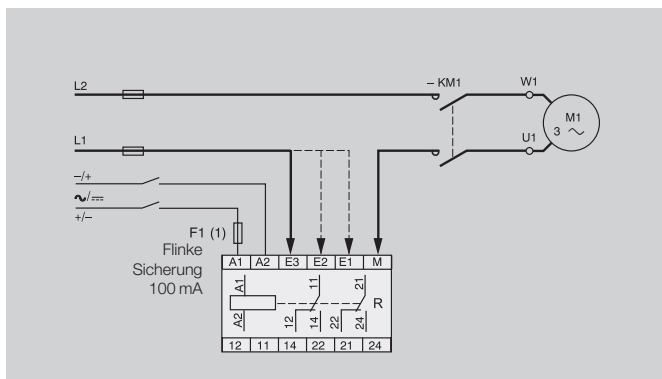 L2
– KM1
W1
L1
M1
3 ∿
U1
–/+
∿/⎓
+/–
F1 (1)
Flinke
Sicherung
100 mA
A1 A2 E3 E2 E1 M
A1
11
21
R
A2
12
14
22
24
12 11 14 22 21 24